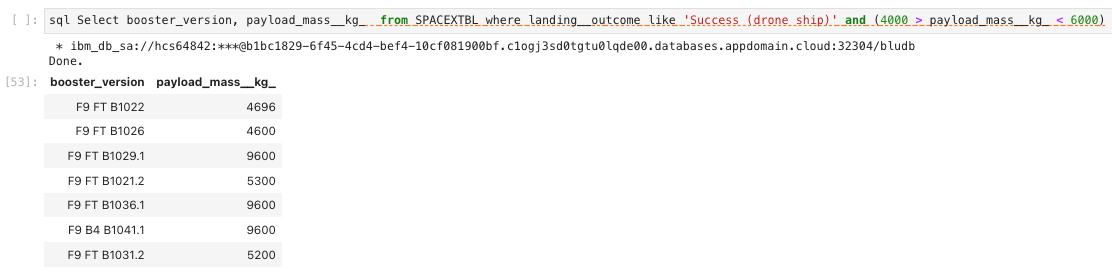 [ ]: sql Select booster_version, payload_mass__kg_ from SPACEXTBL where landing__outcome like 'Success (drone ship)' and (4000 > payload_mass__kg_ < 6000)
* ibm_db_sa://hcs64842:***@b1bc1829-6f45-4cd4-bef4-10cf081900bf.c1ogj3sd0tgtu0lqde00.databases.appdomain.cloud:32304/bludb
Done.
[53]: booster_version payload_mass__kg_
F9 FT B1022 4696
F9 FT B1026 4600
F9 FT B1029.1 9600
F9 FT B1021.2 5300
F9 FT B1036.1 9600
F9 B4 B1041.1 9600
F9 FT B1031.2 5200